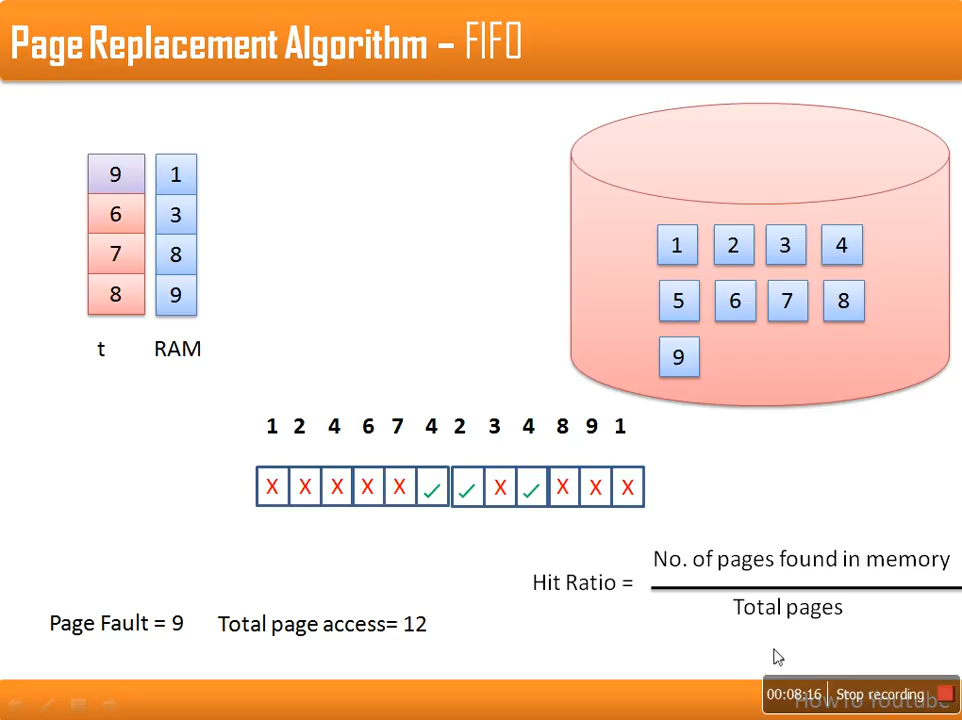 Page Replacement Algorithm – FIFO
9 1
6 3
7 8
8 9
t RAM
1 2 3 4
5 6 7 8
9
1 2 4 6 7 4 2 3 4 8 9 1
X X X X X ✓ ✓ X ✓ X X X
No. of pages found in memory
Hit Ratio =
Total pages
Page Fault = 9 Total page access= 12
00:08:16 Stop recording
HowTo Youtube